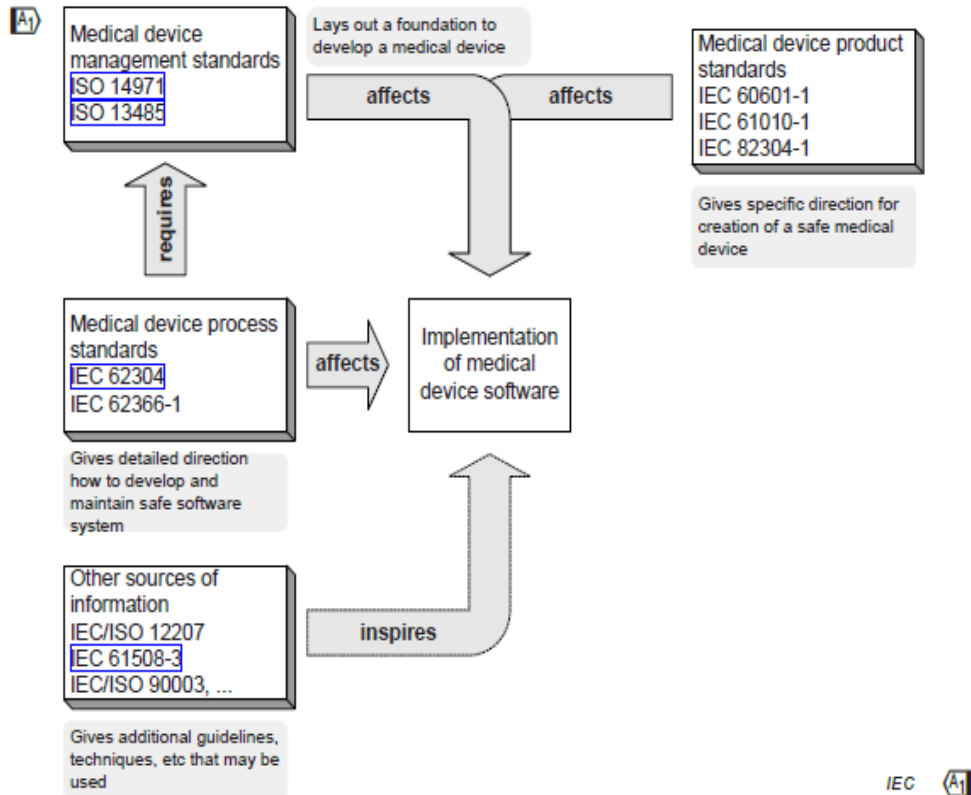 A1
Medical device
management standards
ISO 14971
ISO 13485
Lays out a foundation to
develop a medical device
affects
affects
Medical device product
standards
IEC 60601-1
IEC 61010-1
IEC 82304-1
Gives specific direction for
creation of a safe medical
device
requires
Medical device process
standards
IEC 62304
IEC 62366-1
affects
Implementation
of medical
device software
Gives detailed direction
how to develop and
maintain safe software
system
Other sources of
information
IEC/ISO 12207
IEC 61508-3
IEC/ISO 90003, ...
inspires
Gives additional guidelines,
techniques, etc that may be
used
IEC
A1